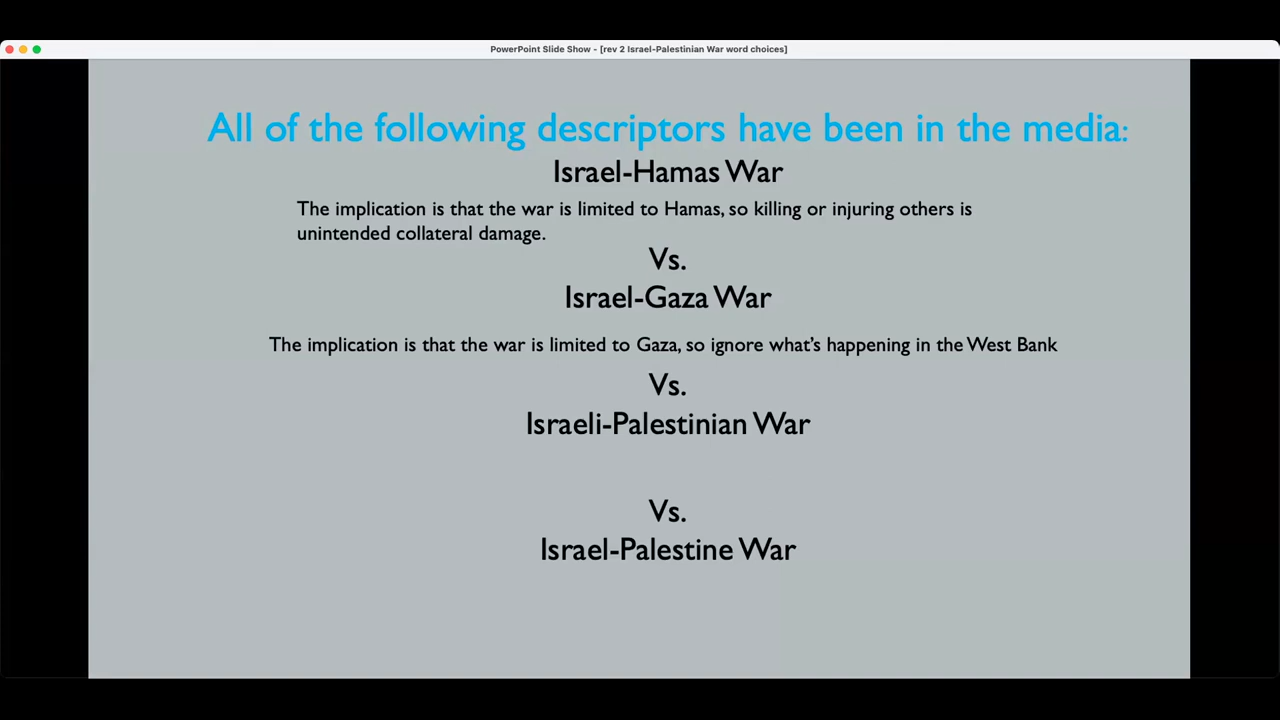 PowerPoint Slide Show - [rev 2 Israel-Palestinian War word choices]
All of the following descriptors have been in the media:
Israel-Hamas War
The implication is that the war is limited to Hamas, so killing or injuring others is
unintended collateral damage.
Vs.
Israel-Gaza War
The implication is that the war is limited to Gaza, so ignore what's happening in the West Bank
Vs.
Israeli-Palestinian War
Vs.
Israel-Palestine War